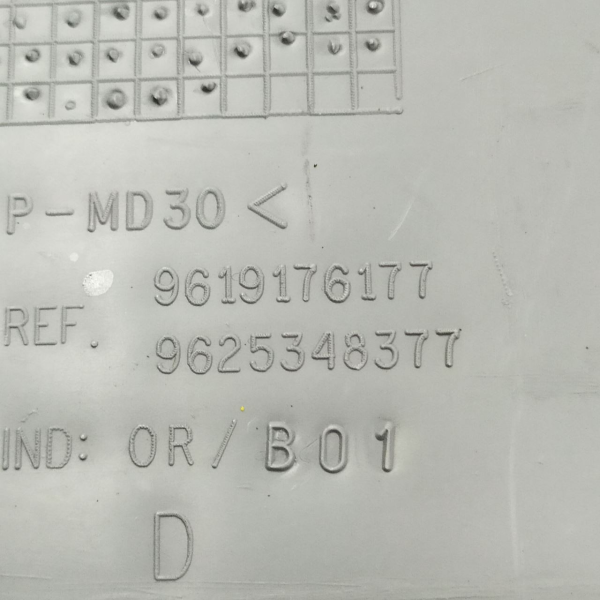 P-MD30<
9619176177
REF.
9625348377
IND: OR/B01
D